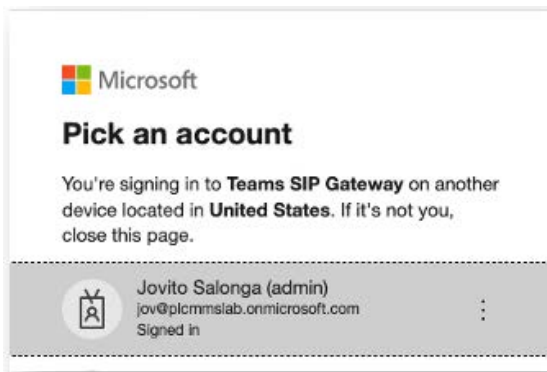 Microsoft
Pick an account
You're signing in to Teams SIP Gateway on another
device located in United States. If it's not you,
close this page.
Jovito Salonga (admin)
jov@plcmmslab.onmicrosoft.com
Signed in